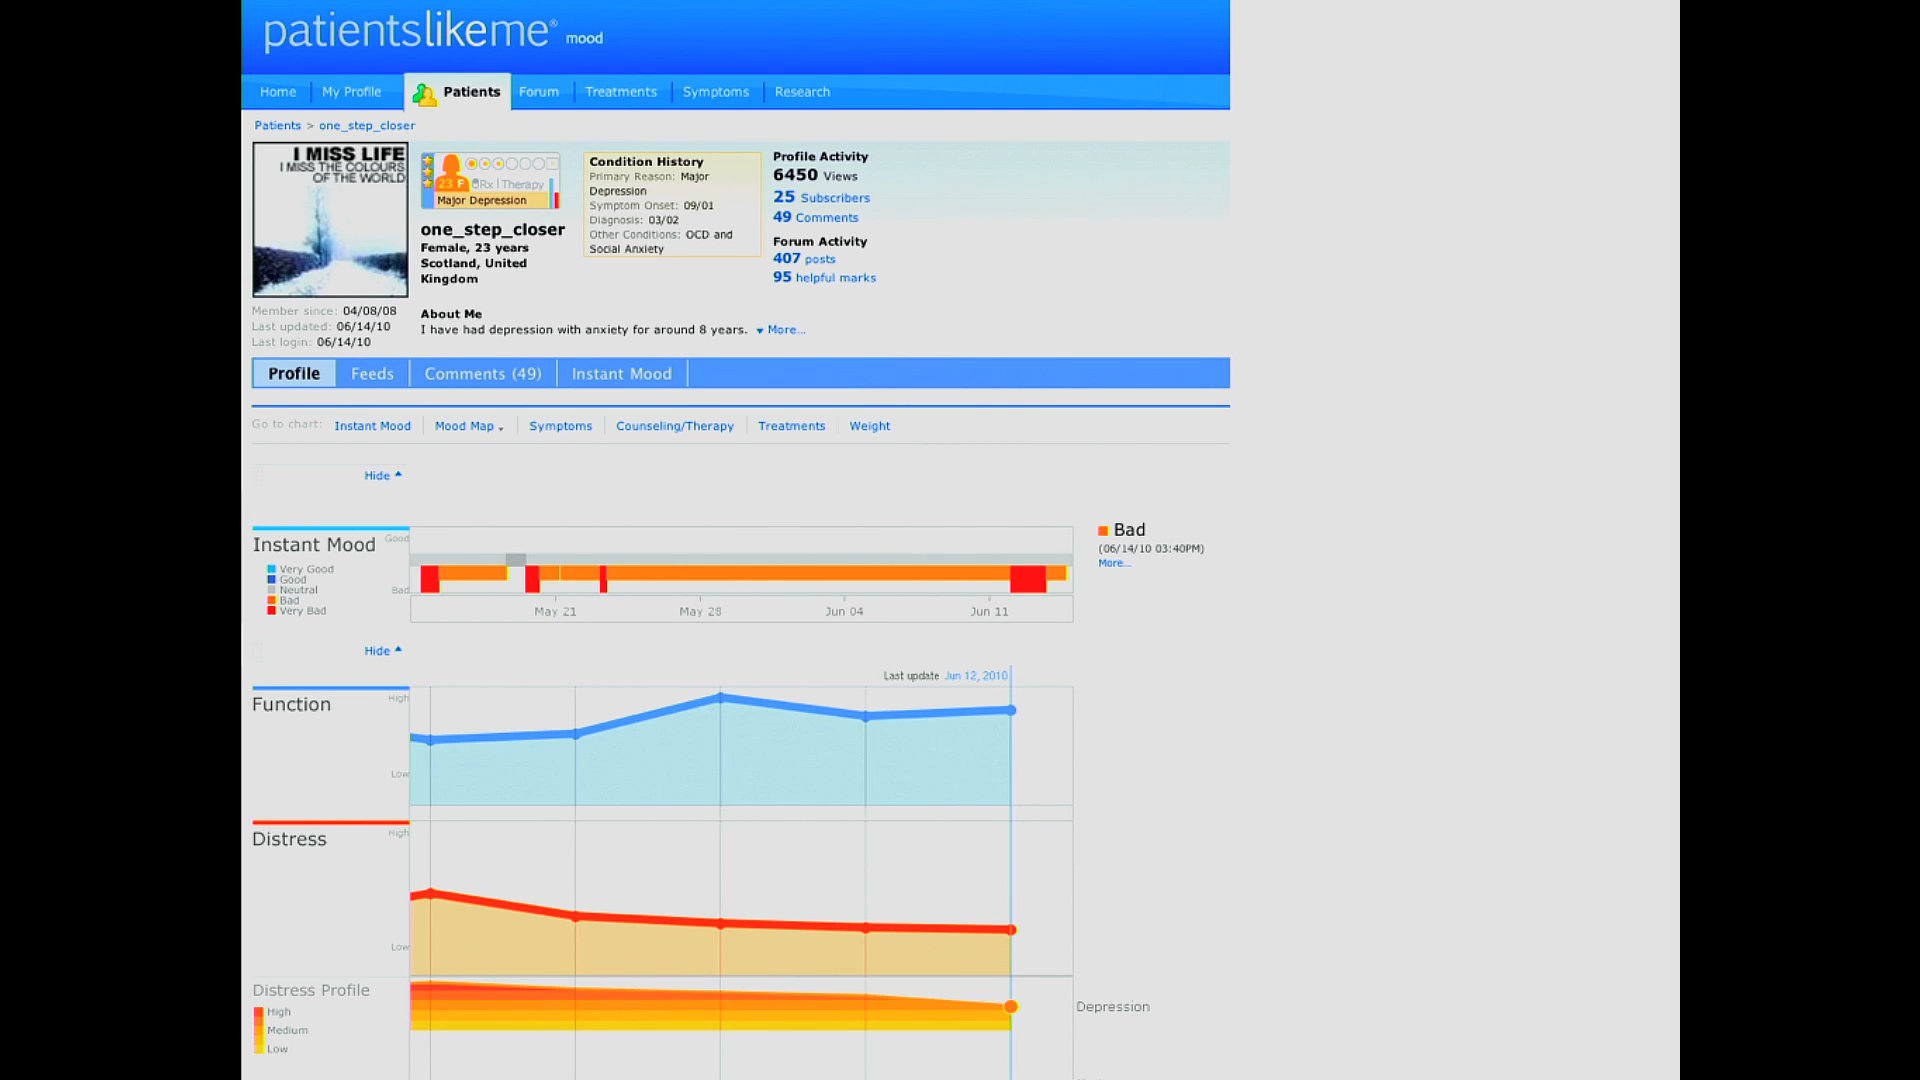 patientslikeme® mood
Home My Profile Patients Forum Treatments Symptoms Research
Patients > one_step_closer
I MISS LIFE
I MISS THE COLOURS
OF THE WORLD
23 F Rx | Therapy
Major Depression
one_step_closer
Female, 23 years
Scotland, United
Kingdom
Condition History
Primary Reason: Major
Depression
Symptom Onset: 09/01
Diagnosis: 03/02
Other Conditions: OCD and
Social Anxiety
Profile Activity
6450 Views
25 Subscribers
49 Comments
Forum Activity
407 posts
95 helpful marks
Member since: 04/08/08
Last updated: 06/14/10
Last login: 06/14/10
About Me
I have had depression with anxiety for around 8 years. More...
Profile Feeds Comments (49) Instant Mood
Go to chart: Instant Mood Mood Map Symptoms Counseling/Therapy Treatments Weight
Hide
Instant Mood
Very Good
Good
Neutral
Bad
Very Bad
Good
Bad
May 21 May 28 Jun 04 Jun 11
Bad
(06/14/10 03:40PM)
More...
Hide
Last update Jun 12, 2010
Function
High
Low
Distress
High
Low
Distress Profile
High
Medium
Low
Depression